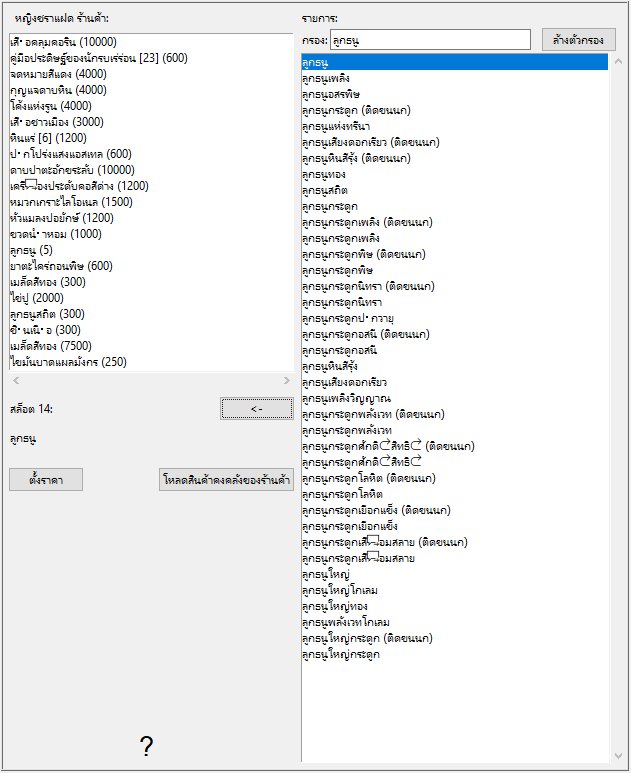 หญิงชราแฝด ร้านค้า:
เสื้อคลุมคอริน (10000)
คู่มือประดิษฐ์ของนักรบเร่ร่อน [23] (600)
จดหมายสีแดง (4000)
กุญแจดาบหิน (4000)
โค้งแห่งรูน (4000)
เสื้อชาวเมือง (3000)
หินแร่ [6] (1200)
ดาบปาตะอักขระลับ (10000)
เครื่องประดับคอสีด่าง (1200)
หมวกเกราะไลโอเนล (1500)
หัวแมลงปอยักษ์ (1200)
ขวดน้ำหอม (1000)
ลูกธนู (5)
ยาตะไคร่ถอนพิษ (600)
เมล็ดสีทอง (300)
ไข่ปู (2000)
ลูกธนูสถิต (300)
ชิ้นเนื้อ (300)
เมล็ดสีทอง (7500)
ไขมันบาดแผลมังกร (250)
สล็อต 14:
<-
ลูกธนู
ตั้งราคา
โหลดสินค้าคงคลังของร้านค้า
?
รายการ:
กรอง: ลูกธนู
ล้างตัวกรอง
ลูกธนู
ลูกธนูเพลิง
ลูกธนูอสรพิษ
ลูกธนูกระดูก (ติดขนนก)
ลูกธนูแห่งทรีนา
ลูกธนูเสียงดอกเรียว (ติดขนนก)
ลูกธนูหินสีรุ้ง (ติดขนนก)
ลูกธนูทอง
ลูกธนูสถิต
ลูกธนูกระดูก
ลูกธนูกระดูกเพลิง (ติดขนนก)
ลูกธนูกระดูกเพลิง
ลูกธนูกระดูกพิษ (ติดขนนก)
ลูกธนูกระดูกพิษ
ลูกธนูกระดูกนิทรา (ติดขนนก)
ลูกธนูกระดูกนิทรา
ลูกธนูกระดูกอสนี (ติดขนนก)
ลูกธนูกระดูกอสนี
ลูกธนูหินสีรุ้ง
ลูกธนูเสียงดอกเรียว
ลูกธนูเพลิงวิญญาณ
ลูกธนูกระดูกพลังเวท (ติดขนนก)
ลูกธนูกระดูกพลังเวท
ลูกธนูกระดูกศักดิ์สิทธิ์ (ติดขนนก)
ลูกธนูกระดูกศักดิ์สิทธิ์
ลูกธนูกระดูกโลหิต (ติดขนนก)
ลูกธนูกระดูกโลหิต
ลูกธนูกระดูกเยือกแข็ง (ติดขนนก)
ลูกธนูกระดูกเยือกแข็ง
ลูกธนูกระดูกเสื่อมสลาย (ติดขนนก)
ลูกธนูกระดูกเสื่อมสลาย
ลูกธนูใหญ่
ลูกธนูใหญ่โกเลม
ลูกธนูใหญ่ทอง
ลูกธนูพลังเวทโกเลม
ลูกธนูใหญ่กระดูก (ติดขนนก)
ลูกธนูใหญ่กระดูก